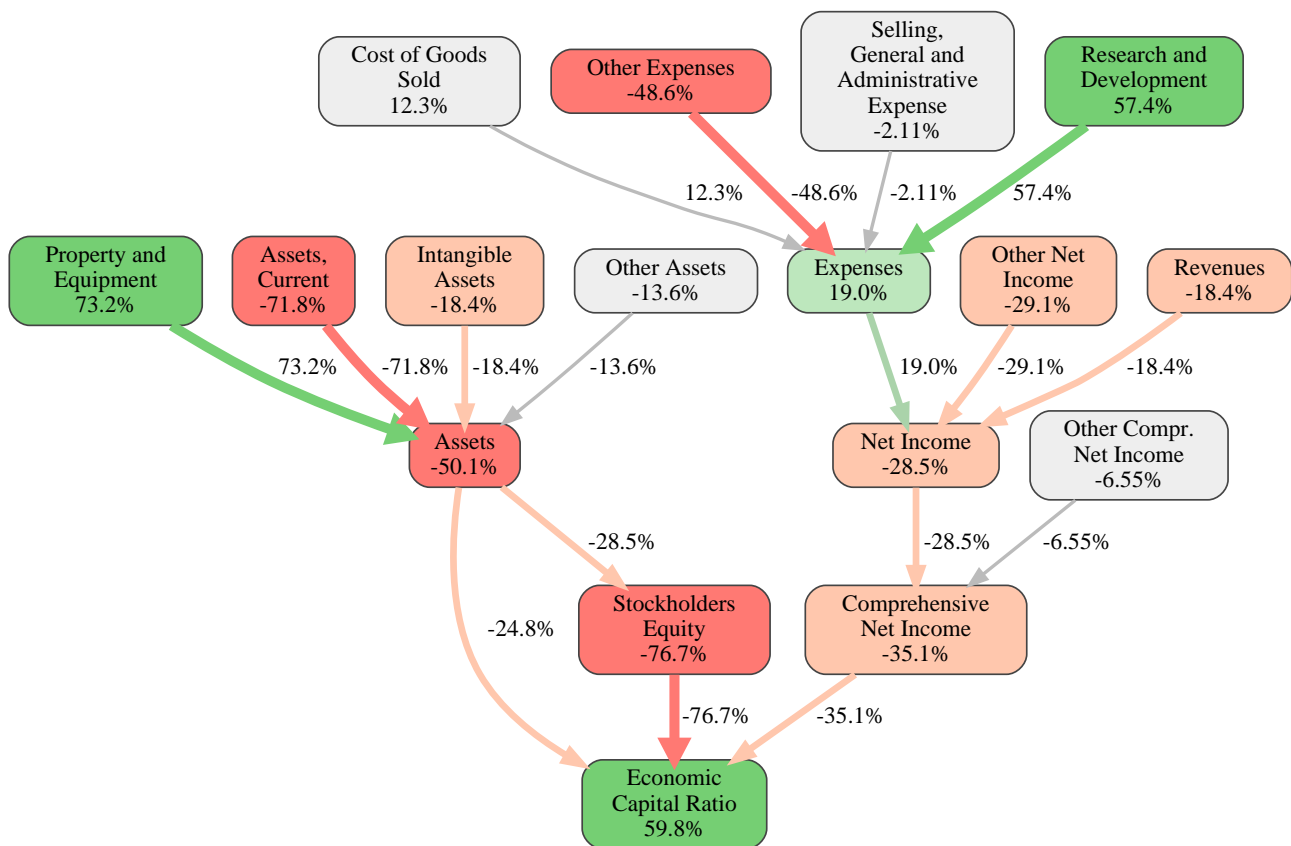 Cost of Goods
Sold
12.3%
Other Expenses
-48.6%
Selling,
General and
Administrative
Expense
-2.11%
Research and
Development
57.4%
12.3%
-48.6%
-2.11%
57.4%
Property and
Equipment
73.2%
Assets,
Current
-71.8%
Intangible
Assets
-18.4%
Other Assets
-13.6%
Expenses
19.0%
Other Net
Income
-29.1%
Revenues
-18.4%
73.2%
-71.8%
-18.4%
-13.6%
19.0%
-29.1%
-18.4%
Assets
-50.1%
Net Income
-28.5%
Other Compr.
Net Income
-6.55%
-28.5%
-28.5%
-6.55%
-24.8%
Stockholders
Equity
-76.7%
Comprehensive
Net Income
-35.1%
-76.7%
-35.1%
Economic
Capital Ratio
59.8%